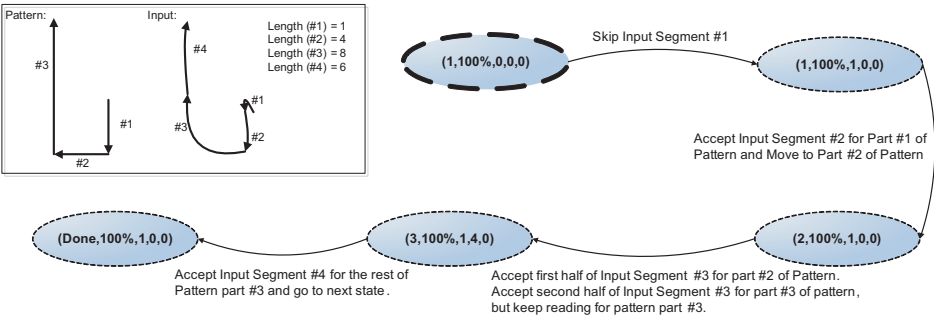 Pattern:
#3
#1
#2
Input:
#4
#1
#3
#2
Length (#1) = 1
Length (#2) = 4
Length (#3) = 8
Length (#4) = 6
(1,100%,0,0,0)
Skip Input Segment #1
(1,100%,1,0,0)
Accept Input Segment #2 for Part #1 of
Pattern and Move to Part #2 of Pattern
(2,100%,1,0,0)
Accept first half of Input Segment #3 for part #2 of Pattern.
Accept second half of Input Segment #3 for part #3 of pattern,
but keep reading for pattern part #3.
(3,100%,1,4,0)
Accept Input Segment #4 for the rest of
Pattern part #3 and go to next state.
(Done,100%,1,0,0)